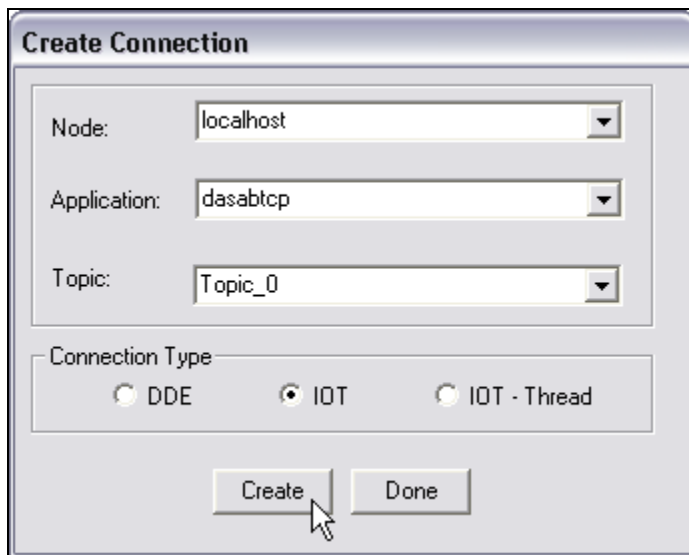 Create Connection
Node: localhost
Application: dasabtcp
Topic: Topic_0
Connection Type
DDE IOT IOT - Thread
Create Done